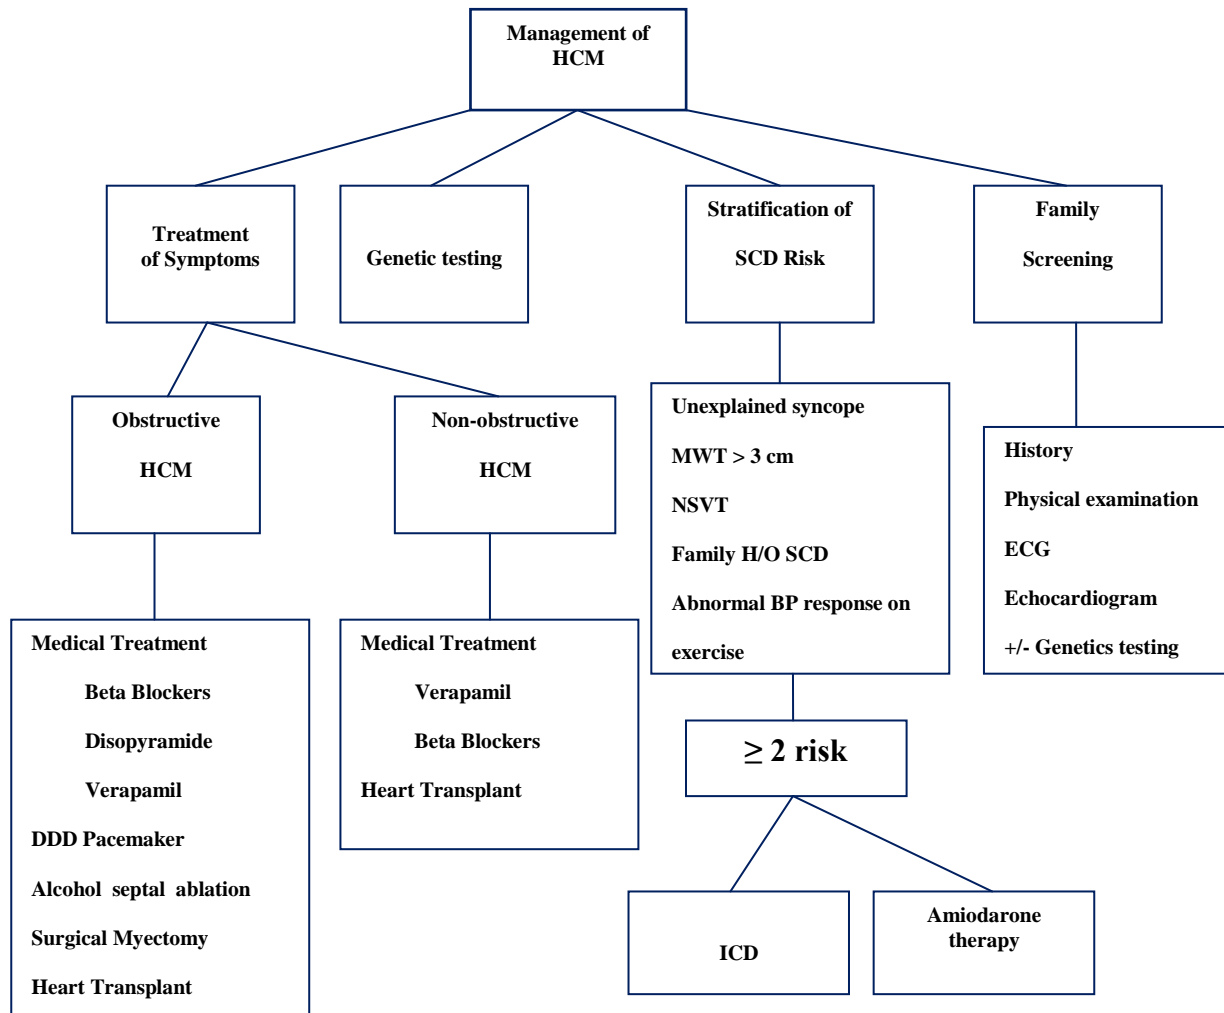 Management of
HCM
Treatment
of Symptoms
Genetic testing
Stratification of
SCD Risk
Family
Screening
Obstructive
HCM
Non-obstructive
HCM
Unexplained syncope
MWT > 3 cm
NSVT
Family H/O SCD
Abnormal BP response on
exercise
History
Physical examination
ECG
Echocardiogram
+/- Genetics testing
Medical Treatment
Beta Blockers
Disopyramide
Verapamil
DDD Pacemaker
Alcohol septal ablation
Surgical Myectomy
Heart Transplant
Medical Treatment
Verapamil
Beta Blockers
Heart Transplant
≥ 2 risk
ICD
Amiodarone
therapy